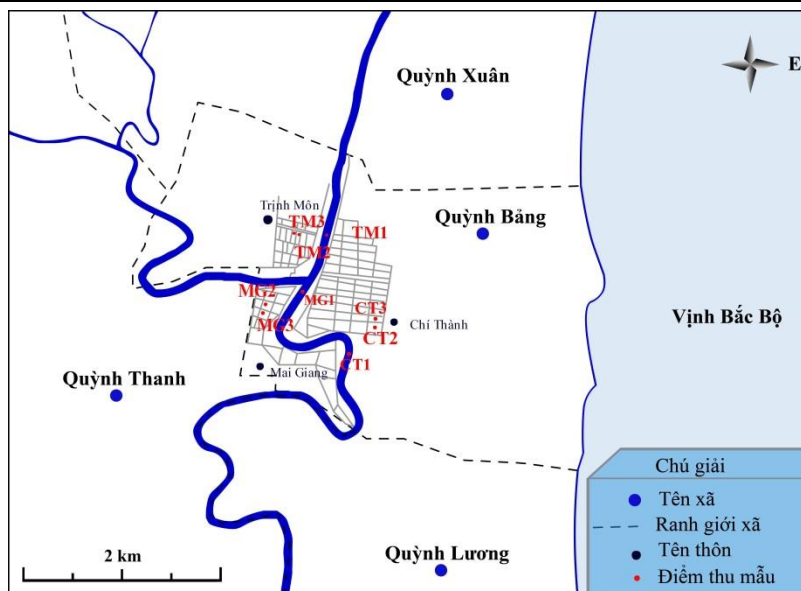 Quỳnh Xuân
E
Trịnh Môn
TM3
TM1
Quỳnh Bảng
TM2
MG2
MG1
CT3
MG3
CT2
Chí Thành
Vịnh Bắc Bộ
CT1
Mai Giang
Quỳnh Thanh
Chú giải
Tên xã
Ranh giới xã
2 km
Quỳnh Lương
Tên thôn
Điểm thu mẫu